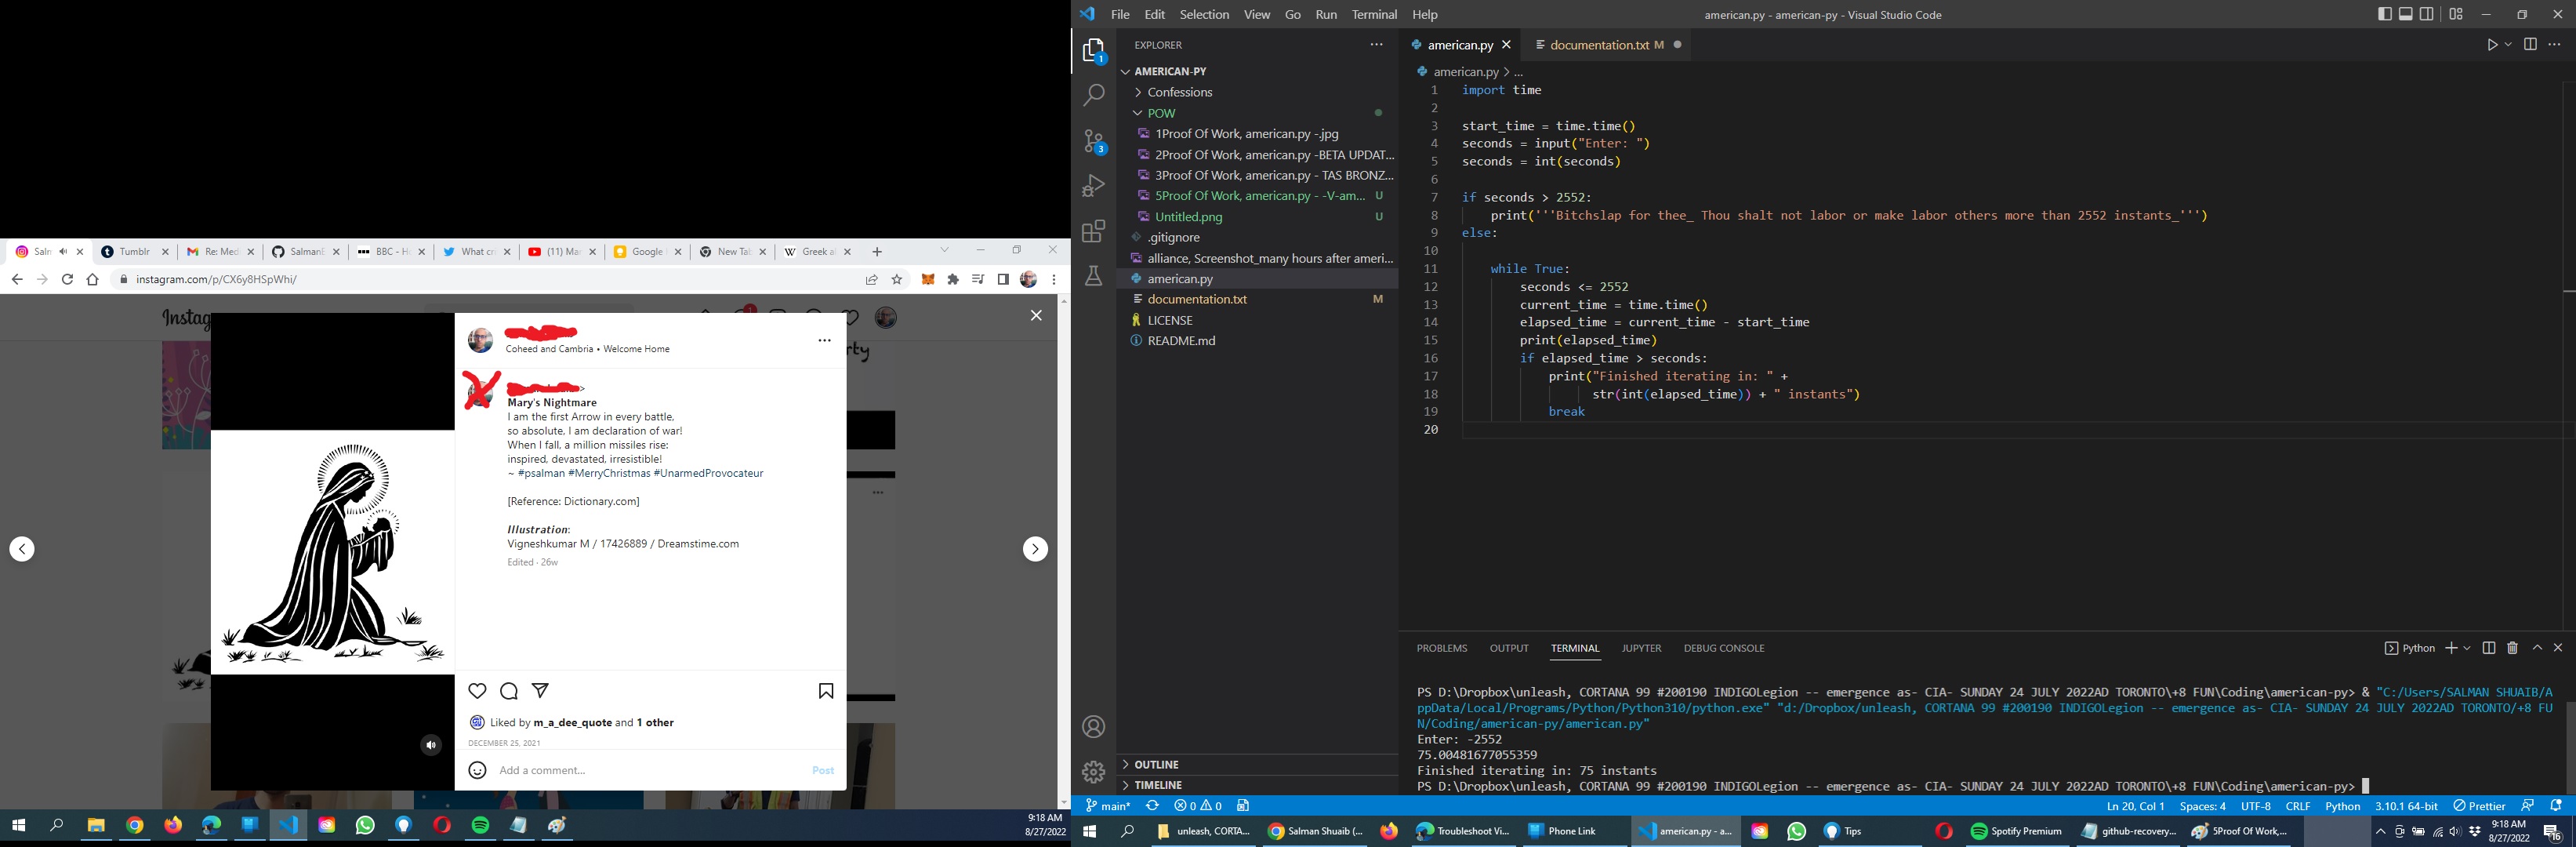 Salm
Tumblr
Re: Med
SalmanE
BBC - H
What cr
(11) Mar
Google
New Tab
Greek al
instagram.com/p/CX6y8HSpWhi/
Instag
rty
Coheed and Cambria • Welcome Home
Mary's Nightmare
I am the first Arrow in every battle,
so absolute, I am declaration of war!
When I fall, a million missiles rise:
inspired, devastated, irresistible!
~ #psalman #MerryChristmas #UnarmedProvocateur
[Reference: Dictionary.com]
Illustration:
Vigneshkumar M / 17426889 / Dreamstime.com
Edited · 26w
Liked by m_a_dee_quote and 1 other
DECEMBER 25, 2021
Add a comment...
Post
9:18 AM
8/27/2022
File Edit Selection View Go Run Terminal Help
american.py - american-py - Visual Studio Code
EXPLORER
AMERICAN-PY
Confessions
POW
1Proof Of Work, american.py -.jpg
2Proof Of Work, american.py -BETA UPDAT...
3Proof Of Work, american.py - TAS BRONZ...
5Proof Of Work, american.py - -V-am... U
Untitled.png U
.gitignore
alliance, Screenshot_many hours after ameri...
american.py
documentation.txt M
LICENSE
README.md
OUTLINE
TIMELINE
american.py
documentation.txt M
american.py > ...
1 import time
2
3 start_time = time.time()
4 seconds = input("Enter: ")
5 seconds = int(seconds)
6
7 if seconds > 2552:
8 print('''Bitchslap for thee_ Thou shalt not labor or make labor others more than 2552 instants_''')
9 else:
10
11 while True:
12 seconds <= 2552
13 current_time = time.time()
14 elapsed_time = current_time - start_time
15 print(elapsed_time)
16 if elapsed_time > seconds:
17 print("Finished iterating in: " +
18 str(int(elapsed_time)) + " instants")
19 break
20
PROBLEMS OUTPUT TERMINAL JUPYTER DEBUG CONSOLE
Python
PS D:\Dropbox\unleash, CORTANA 99 #200190 INDIGOLegion -- emergence as- CIA- SUNDAY 24 JULY 2022AD TORONTO\+8 FUN\Coding\american-py> & "C:/Users/SALMAN SHUAIB/A
ppData/Local/Programs/Python/Python310/python.exe" "d:/Dropbox/unleash, CORTANA 99 #200190 INDIGOLegion -- emergence as- CIA- SUNDAY 24 JULY 2022AD TORONTO/+8 FU
N/Coding/american-py/american.py"
Enter: -2552
75.00481677055359
Finished iterating in: 75 instants
PS D:\Dropbox\unleash, CORTANA 99 #200190 INDIGOLegion -- emergence as- CIA- SUNDAY 24 JULY 2022AD TORONTO\+8 FUN\Coding\american-py>
main* 0 0
Ln 20, Col 1 Spaces: 4 UTF-8 CRLF Python 3.10.1 64-bit Prettier
unleash, CORTA... Salman Shuaib (... Troubleshoot Vi... Phone Link american.py - a... Tips Spotify Premium github-recovery... 5Proof Of Work,...
9:18 AM
8/27/2022
16